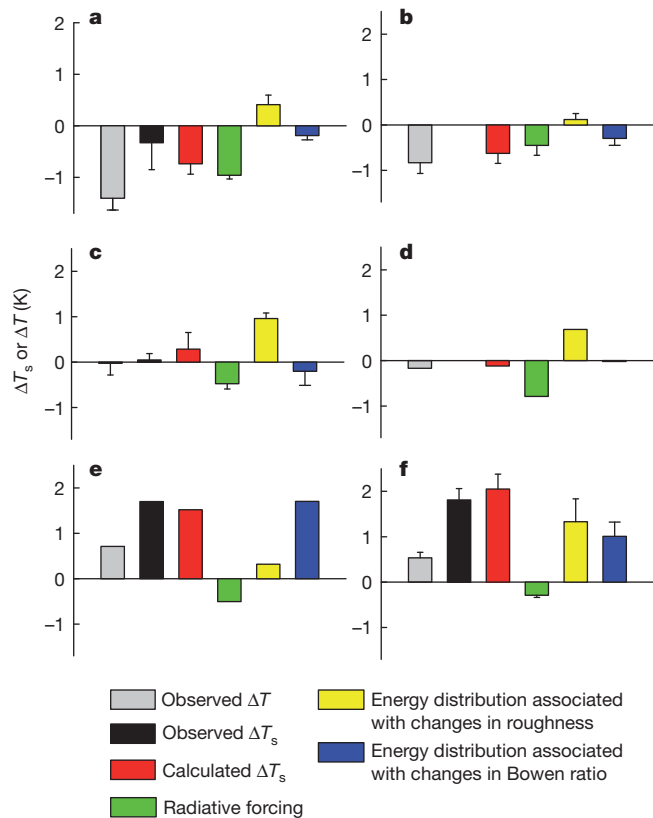 a
b
2
1
0
−1
2
1
0
−1
c
d
2
1
0
−1
2
1
0
−1
ΔTs or ΔT (K)
e
f
2
1
0
−1
2
1
0
−1
Observed ΔT
Observed ΔTs
Calculated ΔTs
Radiative forcing
Energy distribution associated
with changes in roughness
Energy distribution associated
with changes in Bowen ratio